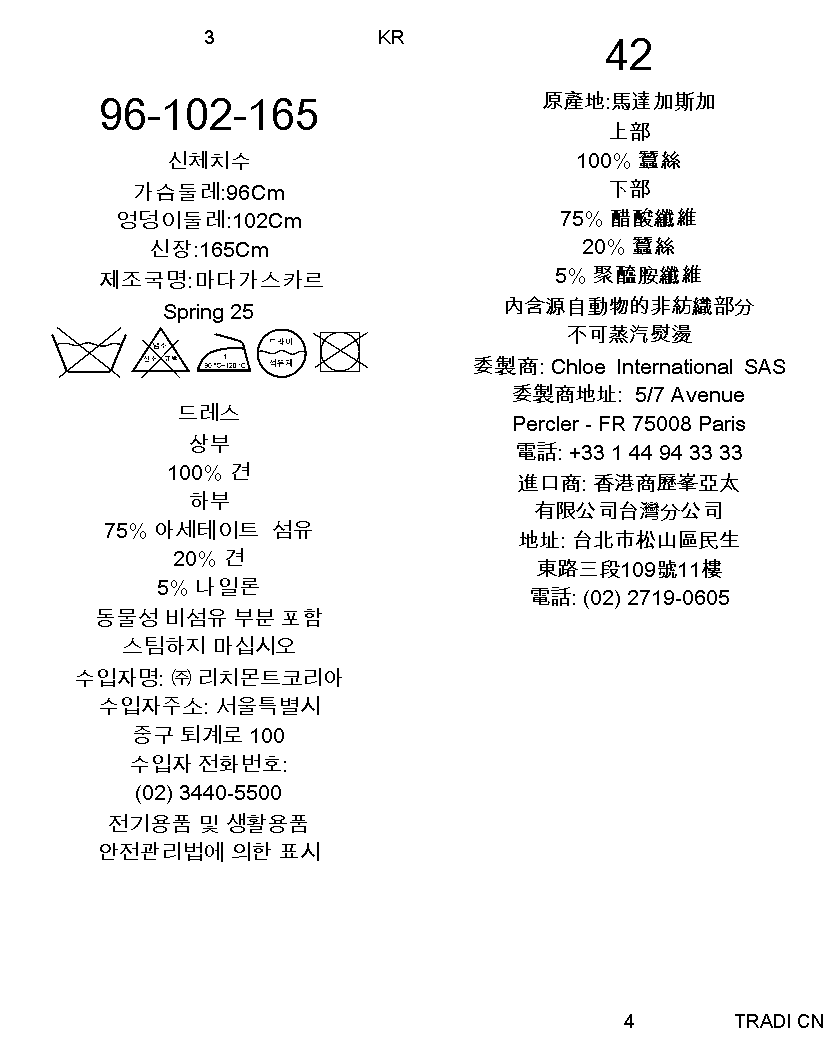 3
KR
96-102-165
신체치수
가슴둘레:96Cm
엉덩이둘레:102Cm
신장:165Cm
제조국명:마다가스카르
Spring 25
드라이
석유계
1
90 °C~120 °C
드레스
상부
100% 견
하부
75% 아세테이트 섬유
20% 견
5% 나일론
동물성 비섬유 부분 포함
스팀하지 마십시오
수입자명: ㈜ 리치몬트코리아
수입자주소: 서울특별시
중구 퇴계로 100
수입자 전화번호:
(02) 3440-5500
전기용품 및 생활용품
안전관리법에 의한 표시
42
原產地:馬達加斯加
上部
100% 蠶絲
下部
75% 醋酸纖維
20% 蠶絲
5% 聚醯胺纖維
內含源自動物的非紡織部分
不可蒸汽熨燙
委製商: Chloe International SAS
委製商地址: 5/7 Avenue
Percler - FR 75008 Paris
電話: +33 1 44 94 33 33
進口商: 香港商歷峯亞太
有限公司台灣分公司
地址: 台北市松山區民生
東路三段109號11樓
電話: (02) 2719-0605
4
TRADI CN